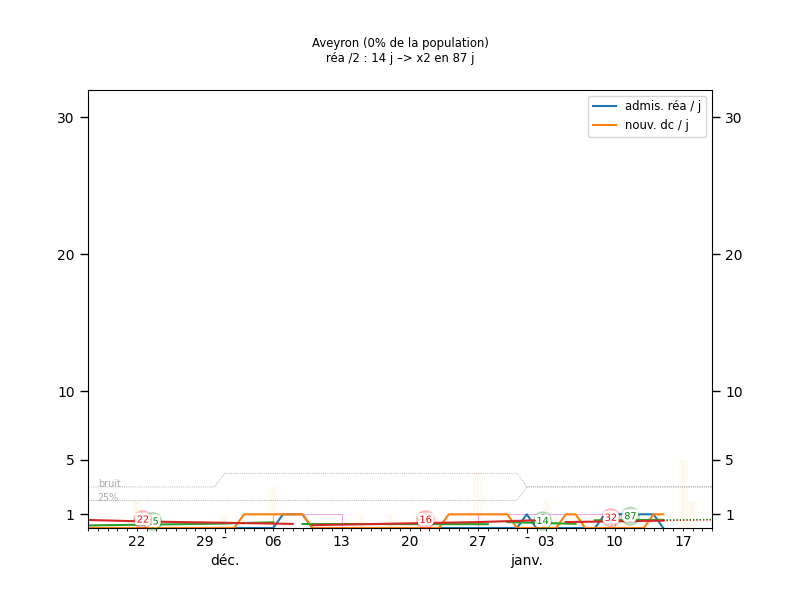 Aveyron (0% de la population)
réa /2 : 14 j –> x2 en 87 j
admis. réa / j
nouv. dc / j
30 30
20 20
10 10
5 5
1 1
bruit
25%
22 5 16 14 32 87
22 29 - 06 13 20 27 - 03 10 17
déc. janv.